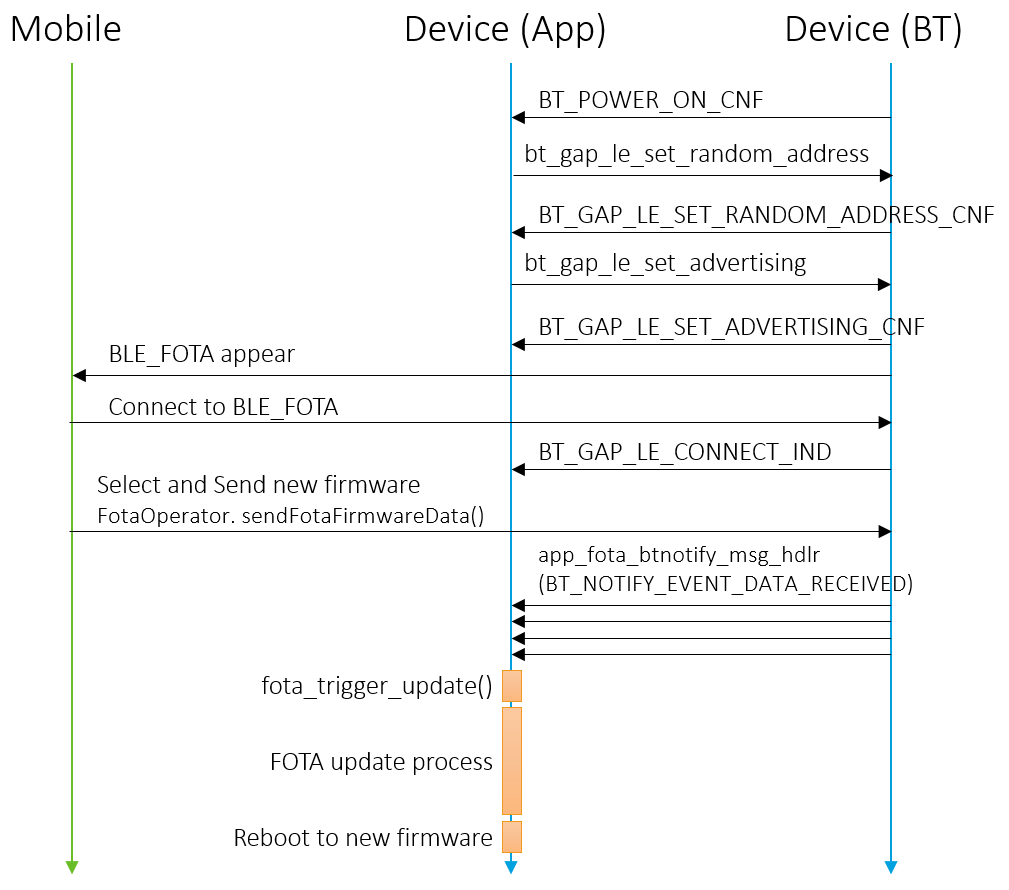 Mobile
Device (App)
Device (BT)
BT_POWER_ON_CNF
bt_gap_le_set_random_address
BT_GAP_LE_SET_RANDOM_ADDRESS_CNF
bt_gap_le_set_advertising
BT_GAP_LE_SET_ADVERTISING_CNF
BLE_FOTA appear
Connect to BLE_FOTA
BT_GAP_LE_CONNECT_IND
Select and Send new firmware
FotaOperator. sendFotaFirmwareData()
app_fota_btnotify_msg_hdlr
(BT_NOTIFY_EVENT_DATA_RECEIVED)
fota_trigger_update()
FOTA update process
Reboot to new firmware